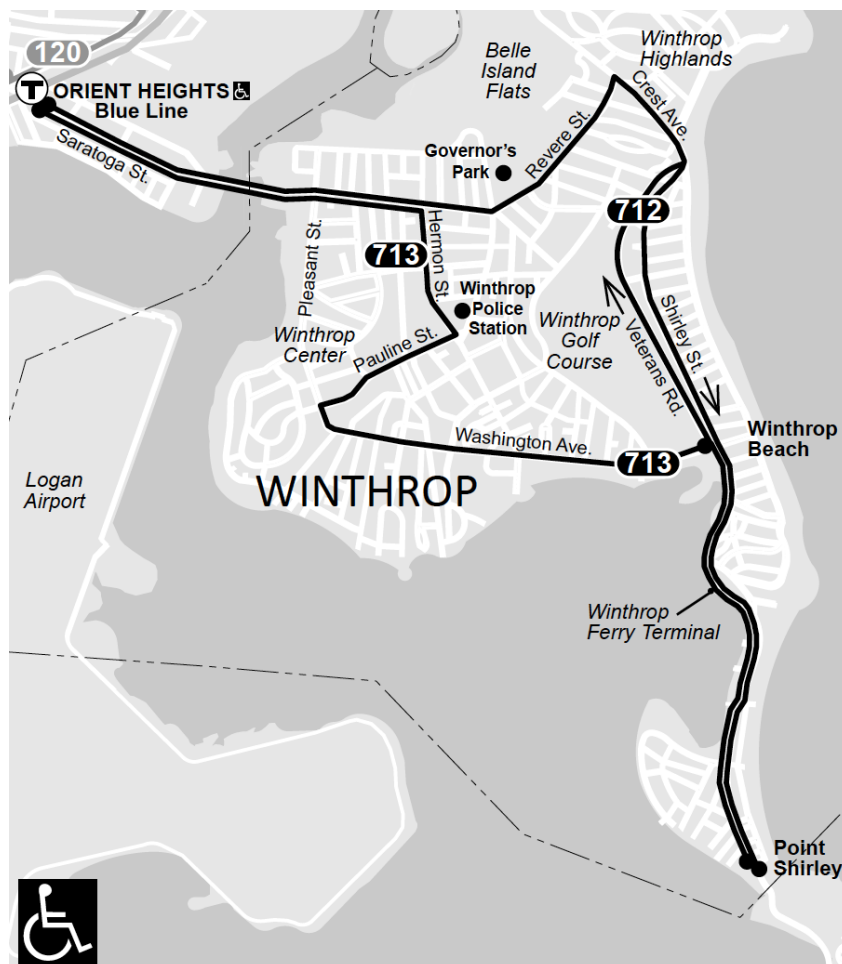 120
T
ORIENT HEIGHTS
Blue Line
Saratoga St.
Belle
Island
Flats
Winthrop
Highlands
Crest Ave.
Revere St.
Governor's
Park
712
713
Hermon St.
Pleasant St.
Winthrop
Police
Station
Winthrop
Center
Pauline St.
Winthrop
Golf
Course
Shirley St.
Veterans Rd.
Washington Ave.
713
Winthrop
Beach
WINTHROP
Logan
Airport
Winthrop
Ferry Terminal
Point
Shirley